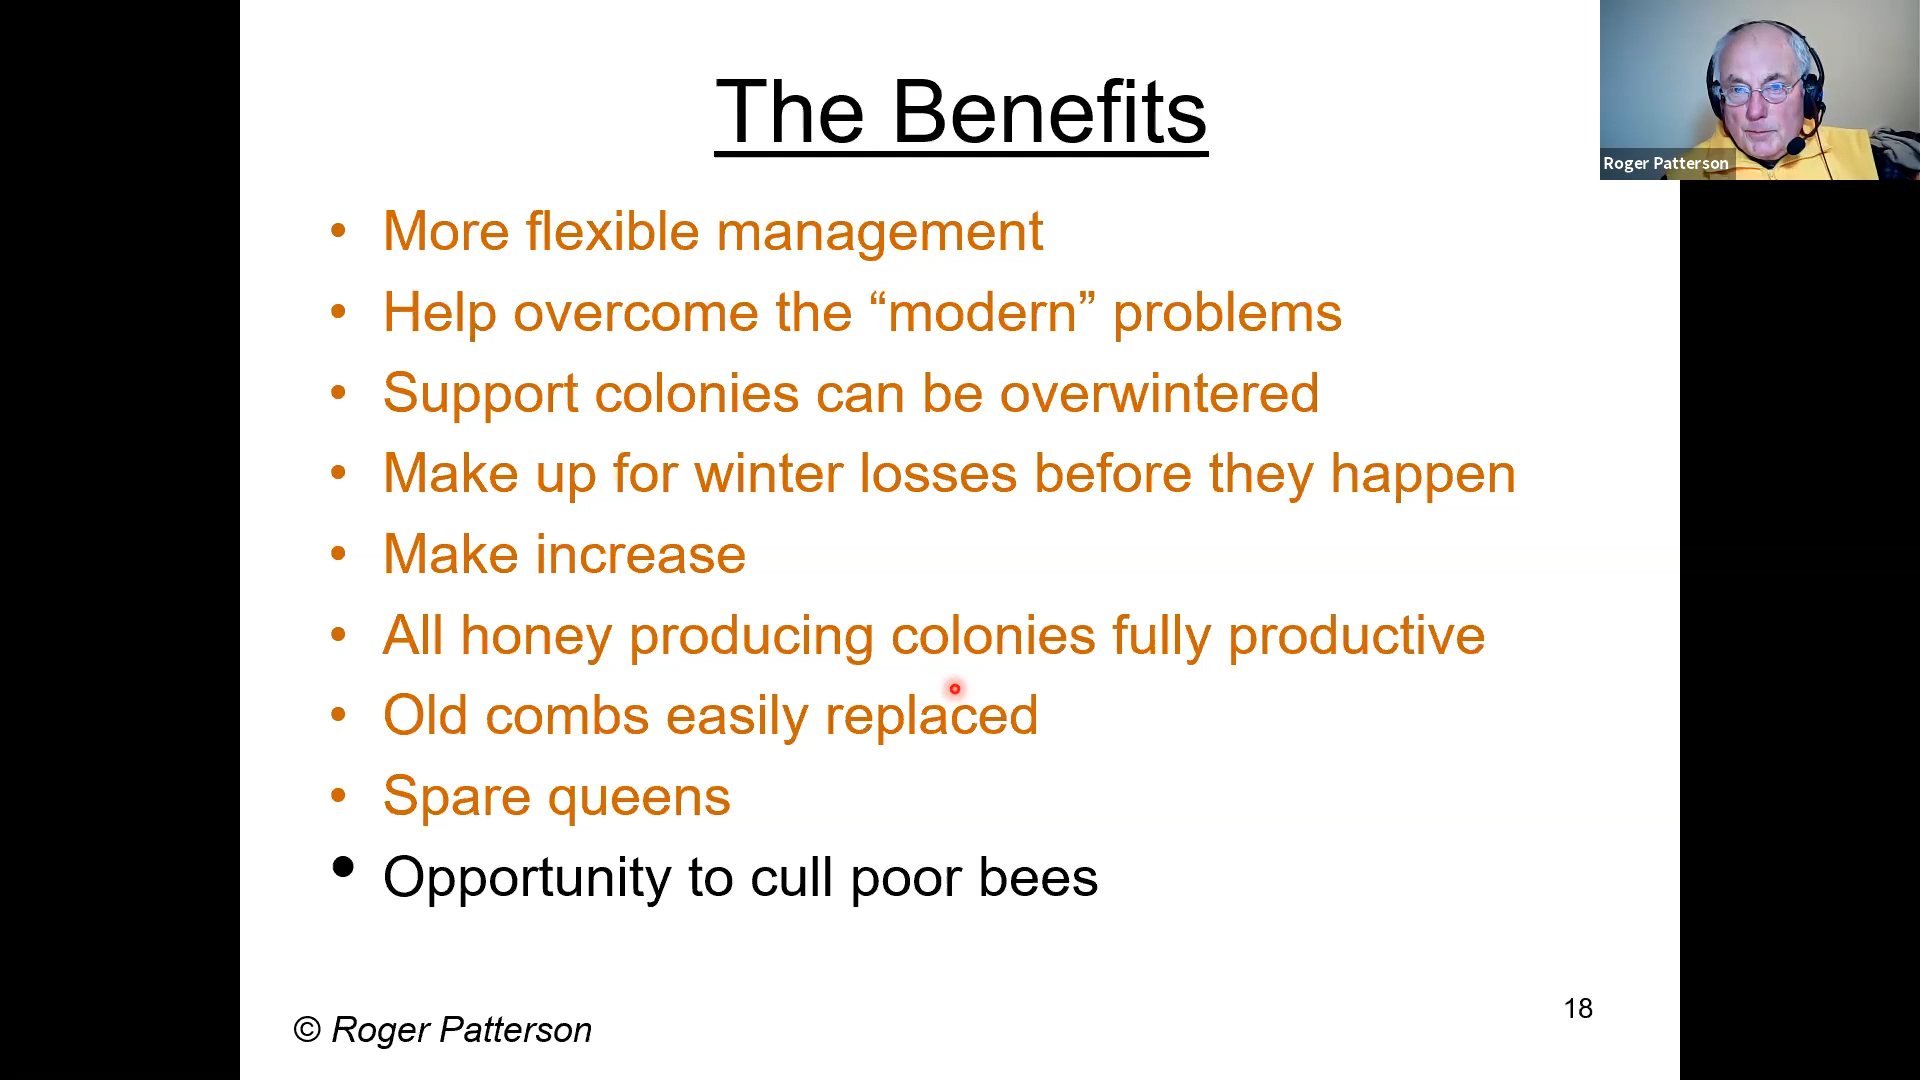 The Benefits
Roger Patterson
• More flexible management
• Help overcome the “modern” problems
• Support colonies can be overwintered
• Make up for winter losses before they happen
• Make increase
• All honey producing colonies fully productive
• Old combs easily replaced
• Spare queens
• Opportunity to cull poor bees
18
© Roger Patterson